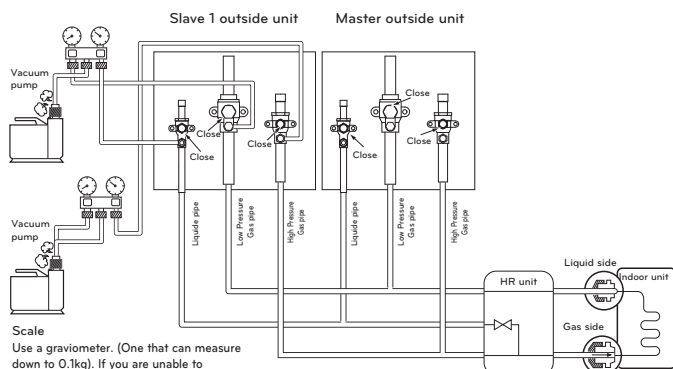 Slave 1 outside unit
Master outside unit
Vacuum
pump
Close
Close
Close
Close
Close
Close
Vacuum
pump
Liquide pipe
Low Pressure
Gas pipe
High Pressure
Gas pipe
Liquide pipe
Low Pressure
Gas pipe
High Pressure
Gas pipe
Liquid side
HR unit
Indoor unit
Gas side
Scale
Use a graviometer. (One that can measure
down to 0.1kg). If you are unable to